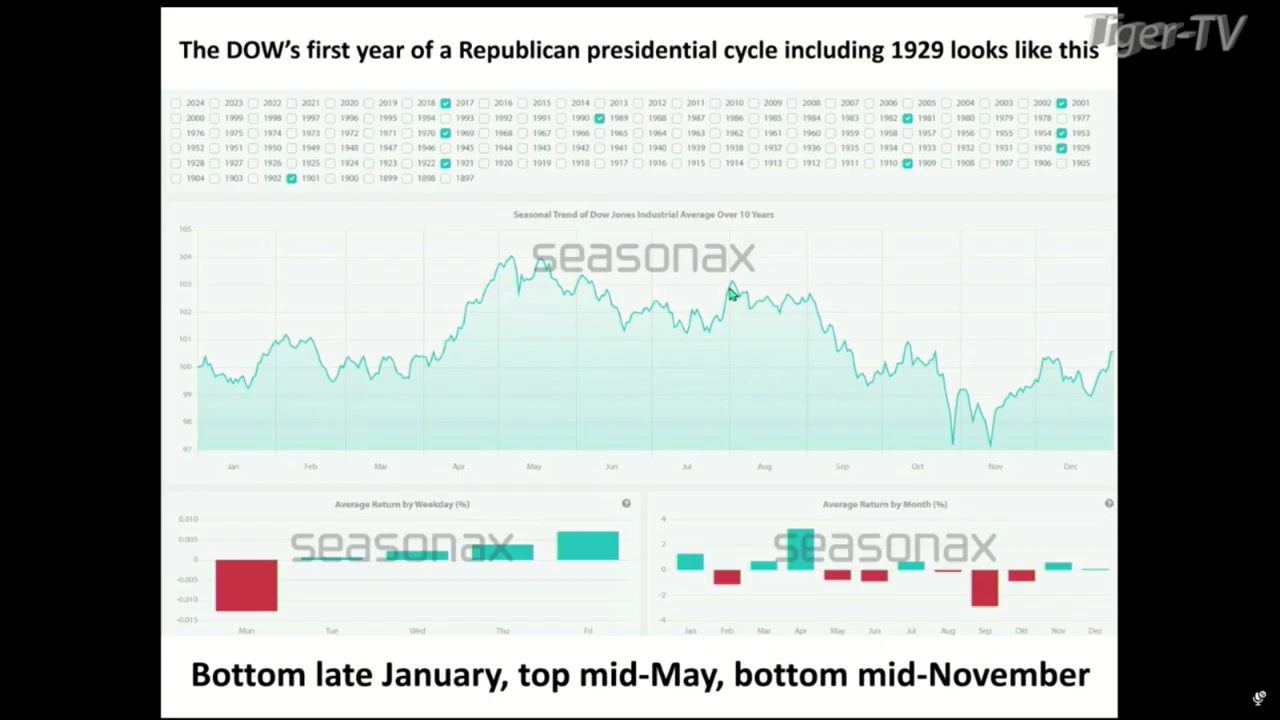 Tiger-TV
The DOW's first year of a Republican presidential cycle including 1929 looks like this
2024 2023 2022 2021 2020 2019 2018 2017 2016 2015 2014 2013 2012 2011 2010 2009 2008 2007 2006 2005 2004 2003 2002 2001
2000 1999 1998 1997 1996 1995 1994 1993 1992 1991 1990 1989 1988 1987 1986 1985 1984 1983 1982 1981 1980 1979 1978 1977
1976 1975 1974 1973 1972 1971 1970 1969 1968 1967 1966 1965 1964 1963 1962 1961 1960 1959 1958 1957 1956 1955 1954 1953
1952 1951 1950 1949 1948 1947 1946 1945 1944 1943 1942 1941 1940 1939 1938 1937 1936 1935 1934 1933 1932 1931 1930 1929
1928 1927 1926 1925 1924 1923 1922 1921 1920 1919 1918 1917 1916 1915 1914 1913 1912 1911 1910 1909 1908 1907 1906 1905
1904 1903 1902 1901 1900 1899 1898 1897
Seasonal Trend of Dow Jones Industrial Average Over 10 Years
seasonax
105
104
103
102
101
100
99
98
97
Jan Feb Mar Apr May Jun Jul Aug Sep Oct Nov Dec
Average Return by Weekday (%)
seasonax
0.010
0.005
0
-0.005
-0.010
-0.015
Mon Tue Wed Thu Fri
Average Return by Month (%)
seasonax
4
2
0
-2
-4
Jan Feb Mar Apr May Jun Jul Aug Sep Okt Nov Dez
Bottom late January, top mid-May, bottom mid-November